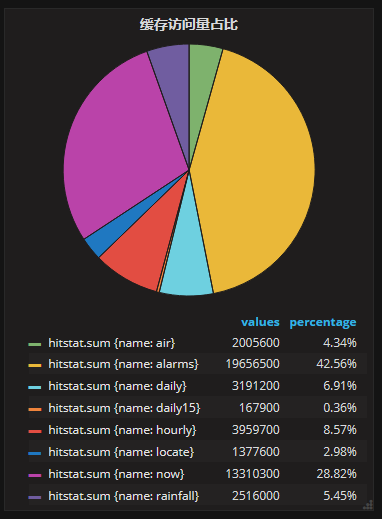 缓存访问量占比
values percentage
hitstat.sum {name: air} 2005600 4.34%
hitstat.sum {name: alarms} 19656500 42.56%
hitstat.sum {name: daily} 3191200 6.91%
hitstat.sum {name: daily15} 167900 0.36%
hitstat.sum {name: hourly} 3959700 8.57%
hitstat.sum {name: locate} 1377600 2.98%
hitstat.sum {name: now} 13310300 28.82%
hitstat.sum {name: rainfall} 2516000 5.45%